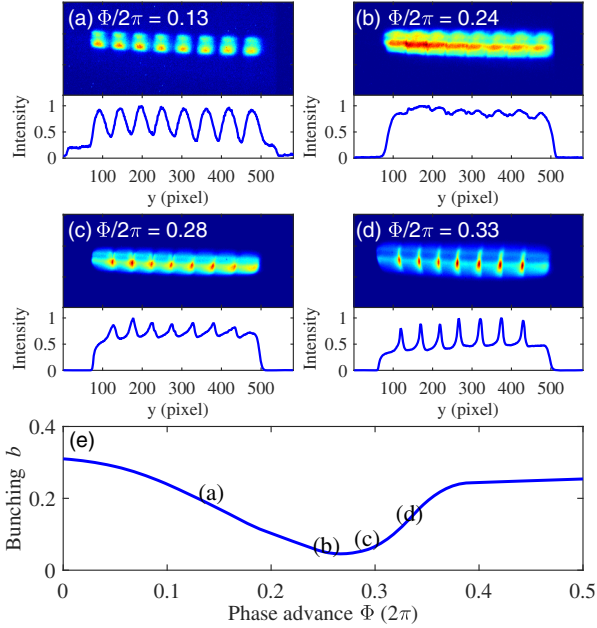 (a) Φ/2π = 0.13
(b) Φ/2π = 0.24
Intensity
1
0.5
0
100 200 300 400 500
y (pixel)
Intensity
1
0.5
0
100 200 300 400 500
y (pixel)
(c) Φ/2π = 0.28
(d) Φ/2π = 0.33
Intensity
1
0.5
0
100 200 300 400 500
y (pixel)
Intensity
1
0.5
0
100 200 300 400 500
y (pixel)
(e)
Bunching b
0.4
0.2
0
(a)
(b)
(c)
(d)
0 0.1 0.2 0.3 0.4 0.5
Phase advance Φ (2π)